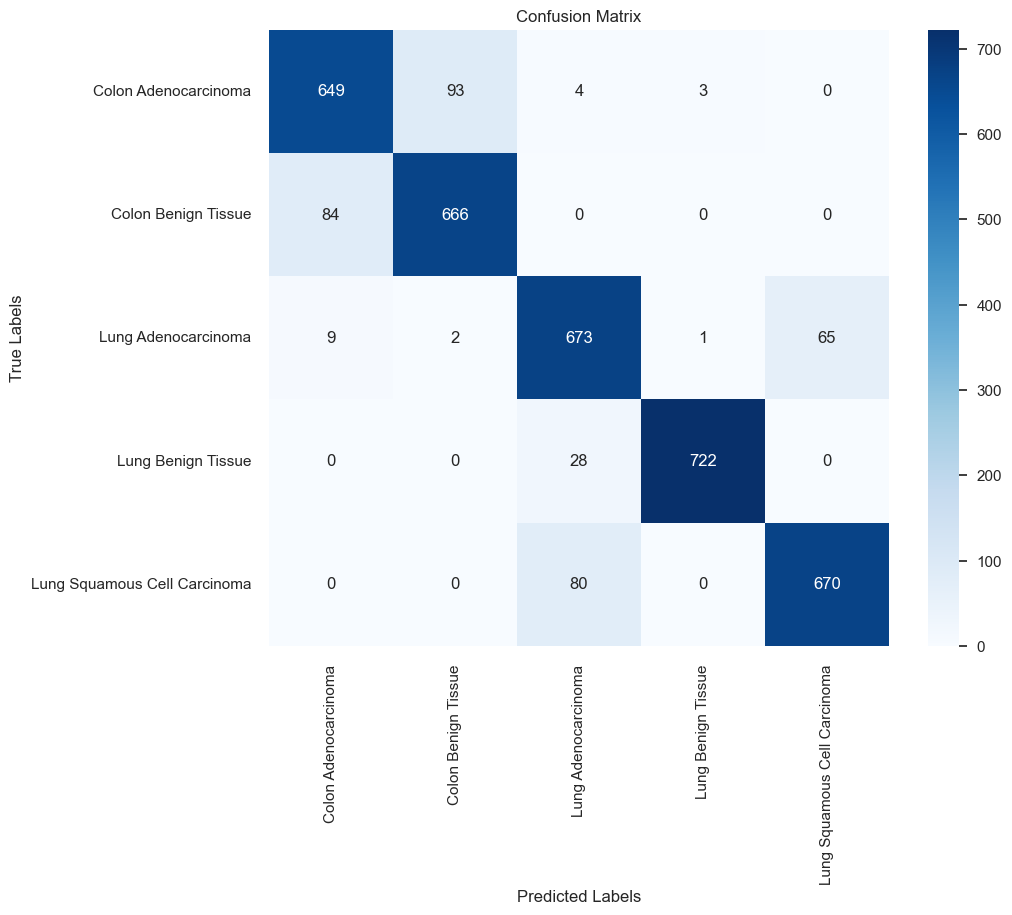 Confusion Matrix
Colon Adenocarcinoma 649 93 4 3 0
Colon Benign Tissue 84 666 0 0 0
Lung Adenocarcinoma 9 2 673 1 65
Lung Benign Tissue 0 0 28 722 0
Lung Squamous Cell Carcinoma 0 0 80 0 670
True Labels
Colon Adenocarcinoma
Colon Benign Tissue
Lung Adenocarcinoma
Lung Benign Tissue
Lung Squamous Cell Carcinoma
Predicted Labels
700
600
500
400
300
200
100
0